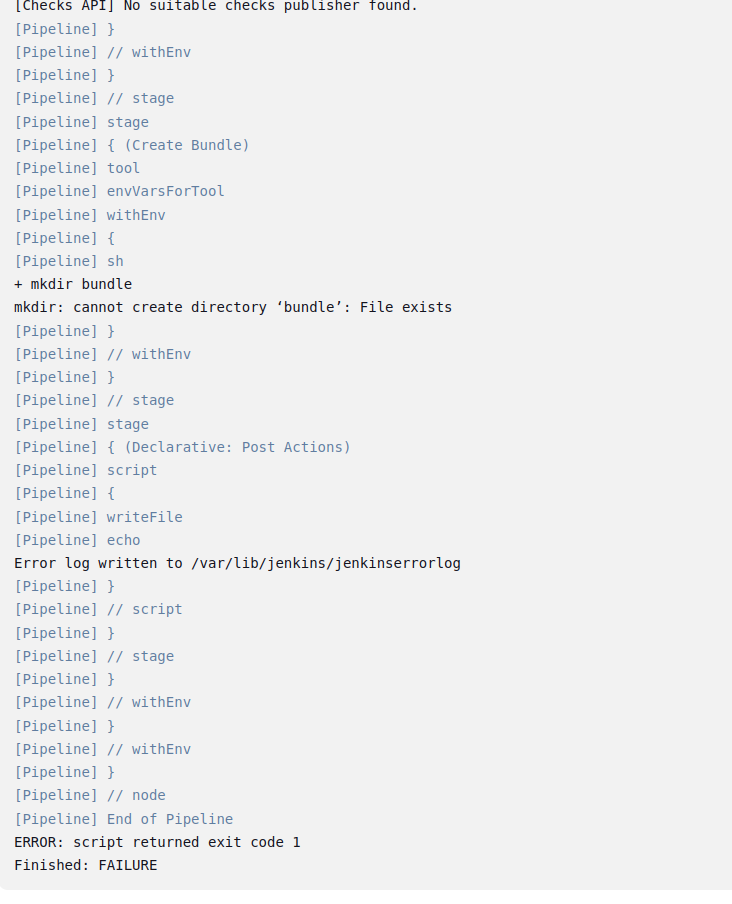 [Checks API] No suitable checks publisher found.
[Pipeline] }
[Pipeline] // withEnv
[Pipeline] }
[Pipeline] // stage
[Pipeline] stage
[Pipeline] { (Create Bundle)
[Pipeline] tool
[Pipeline] envVarsForTool
[Pipeline] withEnv
[Pipeline] {
[Pipeline] sh
+ mkdir bundle
mkdir: cannot create directory ‘bundle’: File exists
[Pipeline] }
[Pipeline] // withEnv
[Pipeline] }
[Pipeline] // stage
[Pipeline] stage
[Pipeline] { (Declarative: Post Actions)
[Pipeline] script
[Pipeline] {
[Pipeline] writeFile
[Pipeline] echo
Error log written to /var/lib/jenkins/jenkinserrorlog
[Pipeline] }
[Pipeline] // script
[Pipeline] }
[Pipeline] // stage
[Pipeline] }
[Pipeline] // withEnv
[Pipeline] }
[Pipeline] // withEnv
[Pipeline] }
[Pipeline] // node
[Pipeline] End of Pipeline
ERROR: script returned exit code 1
Finished: FAILURE